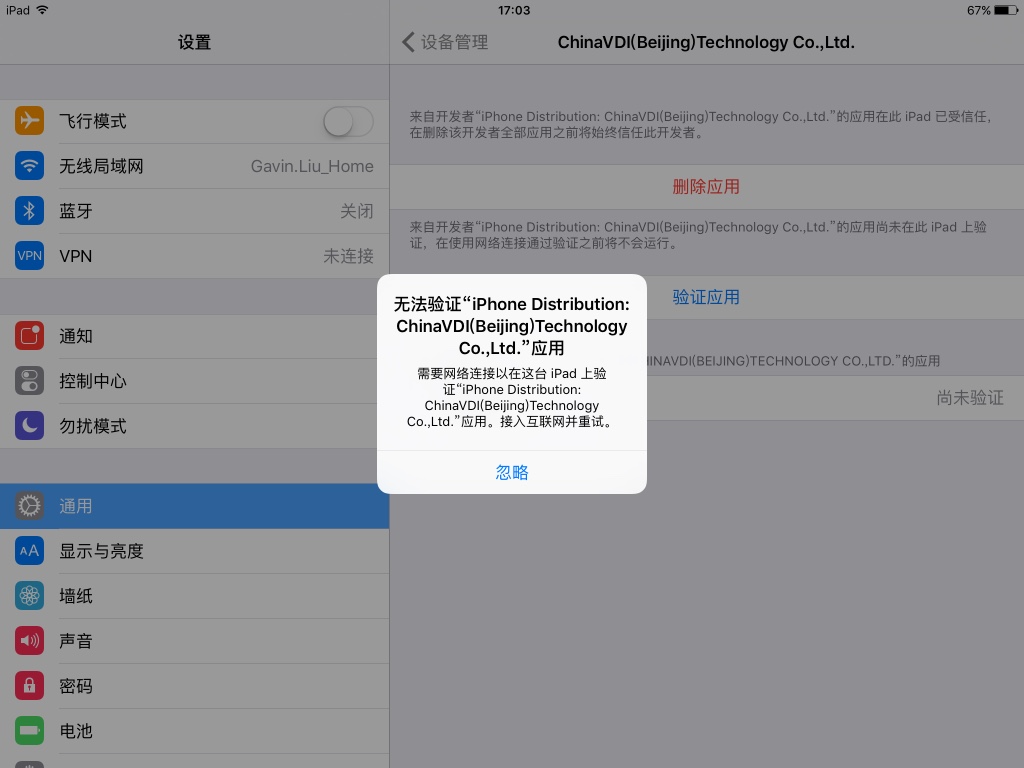 iPad
17:03
67%
设置
设备管理
ChinaVDI(Beijing)Technology Co.,Ltd.
飞行模式
无线局域网
Gavin.Liu_Home
蓝牙
关闭
VPN
VPN
未连接
通知
控制中心
勿扰模式
通用
AA
显示与亮度
墙纸
声音
密码
电池
来自开发者“iPhone Distribution: ChinaVDI(Beijing)Technology Co.,Ltd.”的应用在此 iPad 已受信任,
在删除该开发者全部应用之前将始终信任此开发者。
删除应用
来自开发者“iPhone Distribution: ChinaVDI(Beijing)Technology Co.,Ltd.”的应用尚未在此 iPad 上验
证，在使用网络连接通过验证之前将不会运行。
验证应用
HINAVDI(BEIJING)TECHNOLOGY CO.,LTD.”的应用
尚未验证
无法验证“iPhone Distribution:
ChinaVDI(Beijing)Technology
Co.,Ltd.”应用
需要网络连接以在这台 iPad 上验
证“iPhone Distribution:
ChinaVDI(Beijing)Technology
Co.,Ltd.”应用。接入互联网并重试。
忽略